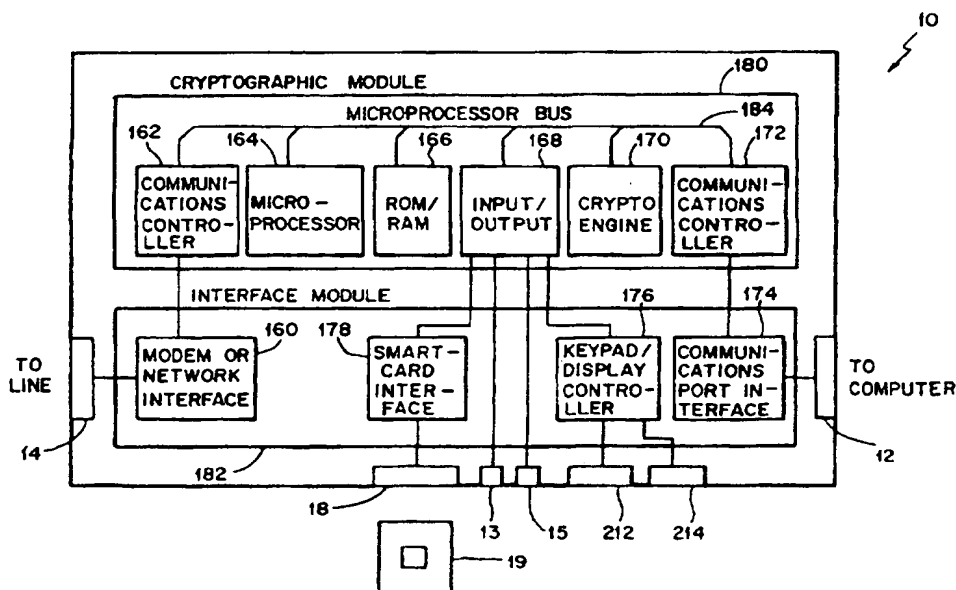 10
CRYPTOGRAPHIC MODULE
180
MICROPROCESSOR BUS
184
162
164
166
168
170
172
COMMUNI-
CATIONS
CONTRO-
LLER
MICRO-
PROCESSOR
ROM/
RAM
INPUT/
OUTPUT
CRYPTO
ENGINE
COMMUNI-
CATIONS
CONTRO-
LLER
INTERFACE MODULE
160
178
176
174
TO
LINE
MODEM OR
NETWORK
INTERFACE
SMART-
CARD
INTER-
FACE
KEYPAD/
DISPLAY
CONTRO-
LLER
COMMUNI-
CATIONS
PORT IN-
TERFACE
TO
COMPUTER
14
182
12
18
13
15
212
214
19